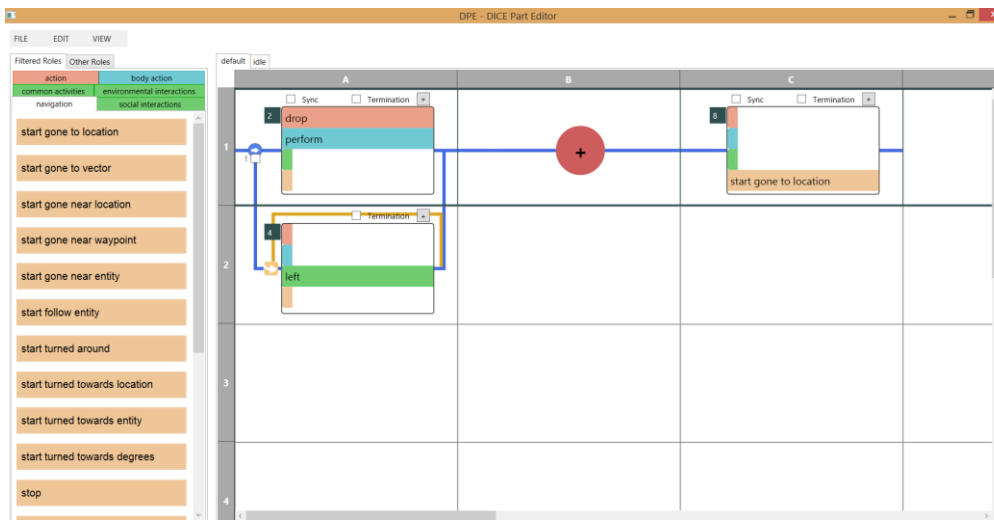 DPE - DICE Part Editor
FILE EDIT VIEW
Filtered Roles Other Roles
default idle
action body action
common activities environmental interactions
navigation social interactions
A B C
Sync Termination +
Sync Termination +
2 drop
perform
8
start gone to location
1
!
+
Termination +
4
left
2
3
4
start gone to location
start gone to vector
start gone near location
start gone near waypoint
start gone near entity
start follow entity
start turned around
start turned towards location
start turned towards entity
start turned towards degrees
stop